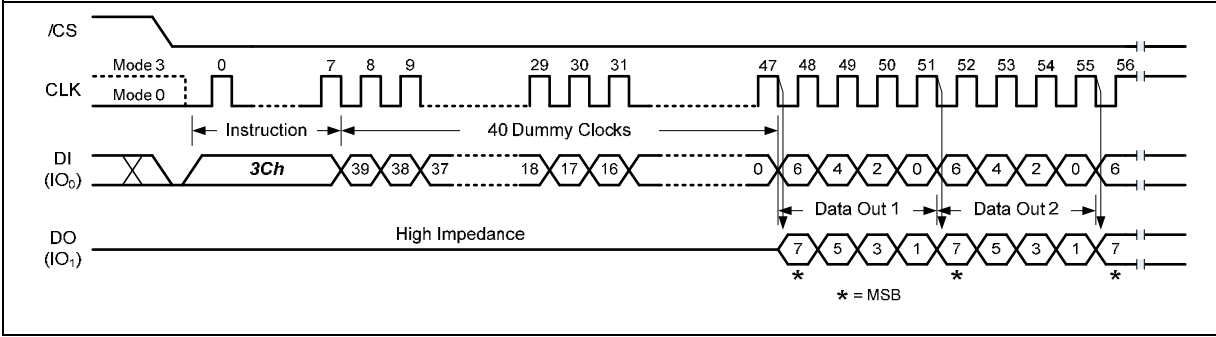 /CS
Mode 3 0 7 8 9 29 30 31 47 48 49 50 51 52 53 54 55 56
CLK
Mode 0
Instruction 40 Dummy Clocks
DI
(IO0)
3Ch 39 38 37 18 17 16 0 6 4 2 0 6 4 2 0 6
Data Out 1 Data Out 2
High Impedance
DO
(IO1)
7 5 3 1 7 5 3 1 7
* * *
* = MSB